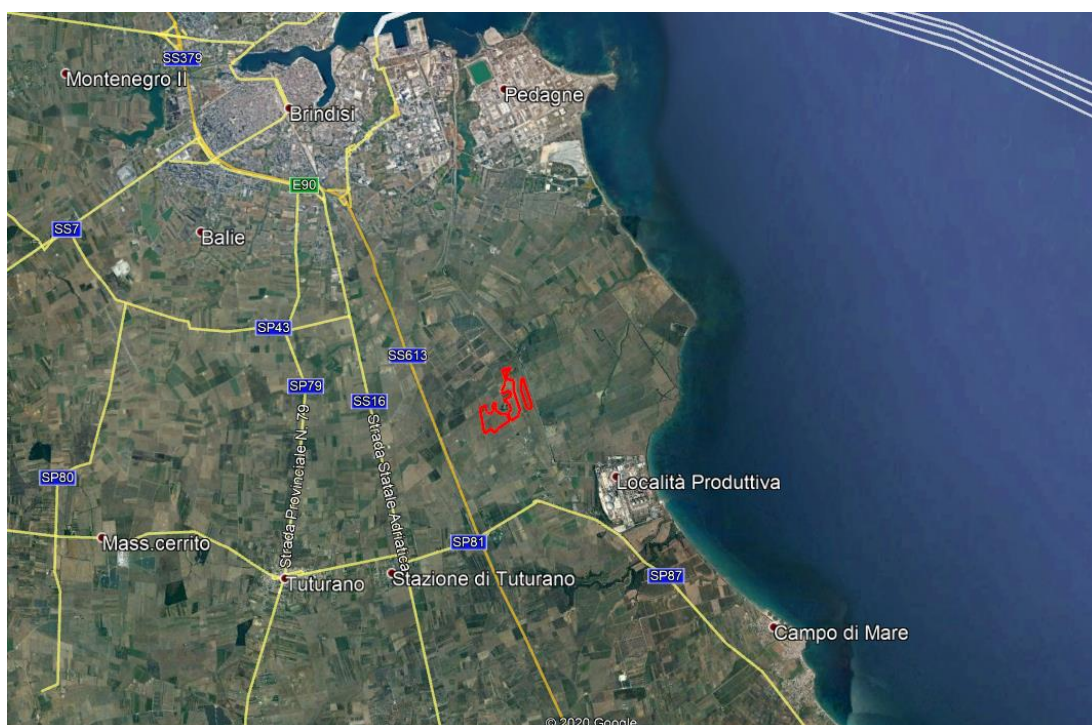 SS379
Montenegro II
Pedagne
Brindisi
E90
SS7
Balie
SP43
SS613
SP79
SS16
Strada Provinciale N. 79
Strada Statale Adriatica
SP80
Località Produttiva
Mass.cerrito
SP81
Tuturano
Stazione di Tuturano
SP87
Campo di Mare
© 2020 Google